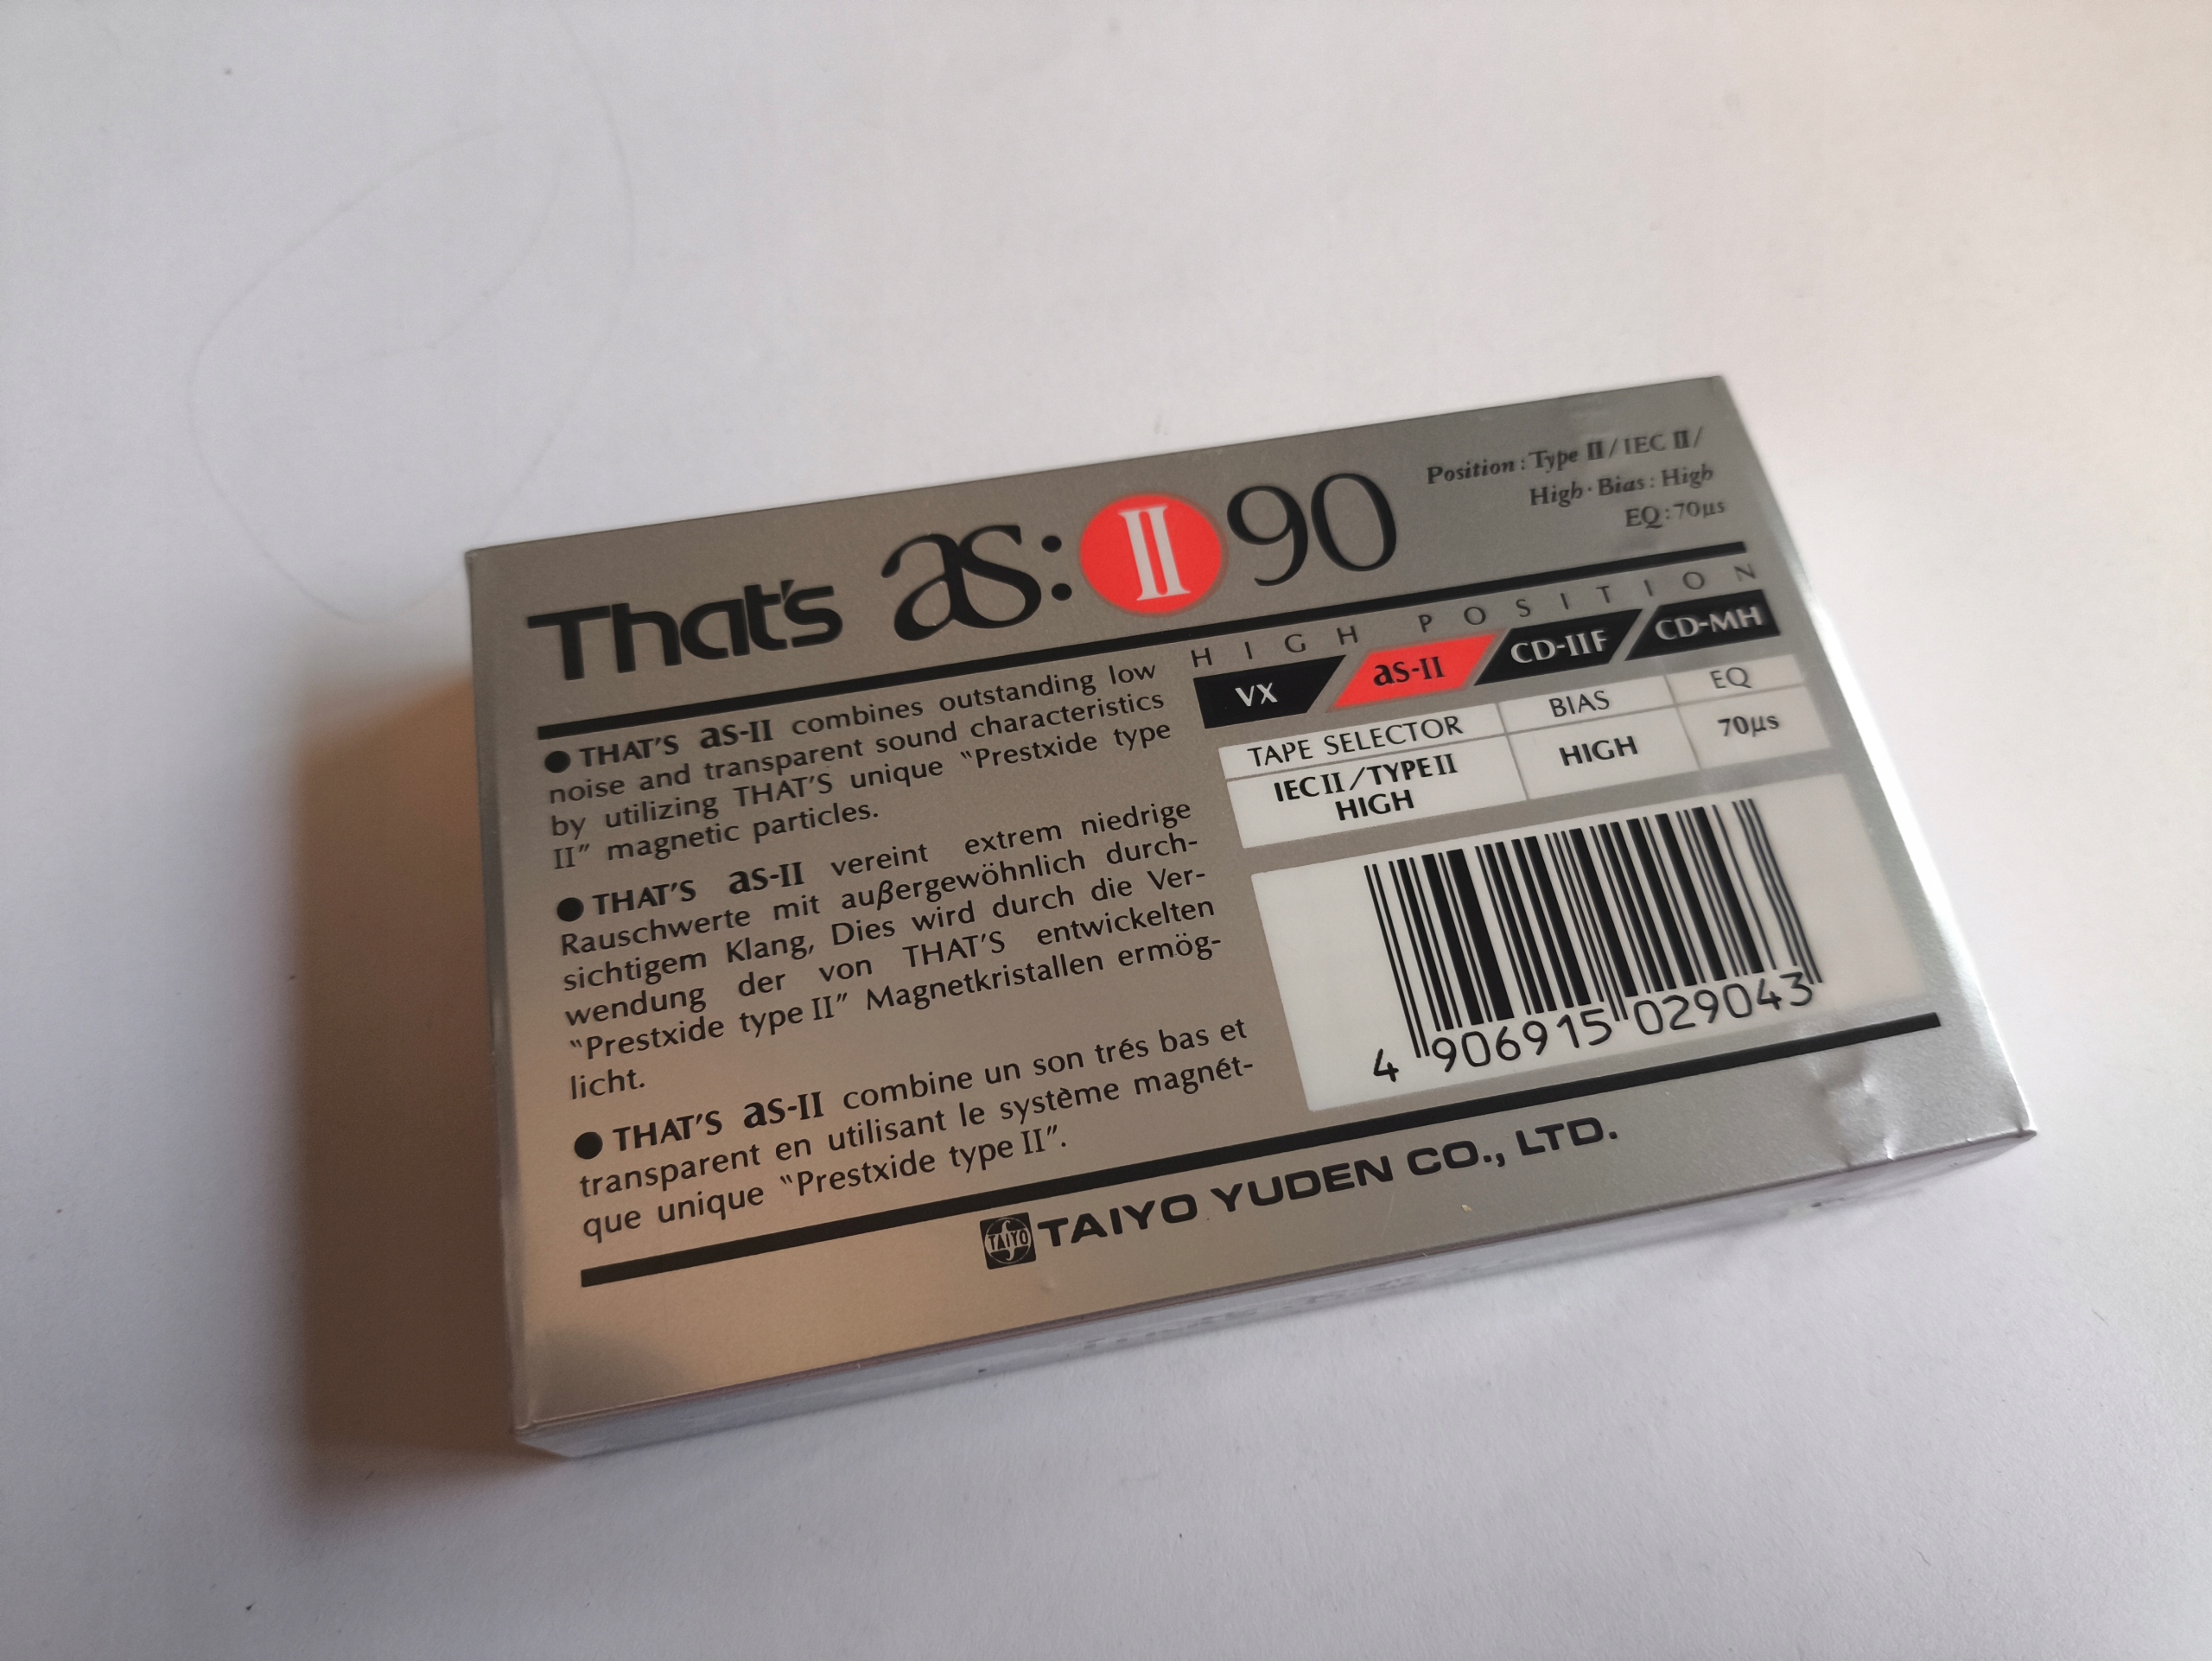 That's as: II 90
Position : Type II / IEC II /
High · Bias : High
EQ : 70μs
● THAT'S as-II combines outstanding low
noise and transparent sound characteristics
by utilizing THAT'S unique "Prestxide type
II" magnetic particles.
● THAT'S as-II vereint extrem niedrige
Rauschwerte mit außergewöhnlich durch-
sichtigem Klang, Dies wird durch die Ver-
wendung der von THAT'S entwickelten
"Prestxide type II" Magnetkristallen ermög-
licht.
● THAT'S as-II combine un son trés bas et
transparent en utilisant le système magnét-
que unique "Prestxide type II".
HIGH POSITION
VX as-II CD-IIF CD-MH
TAPE SELECTOR BIAS EQ
IEC II / TYPE II HIGH 70μs
HIGH
4 906915 029043
TAIYO TAIYO YUDEN CO., LTD.